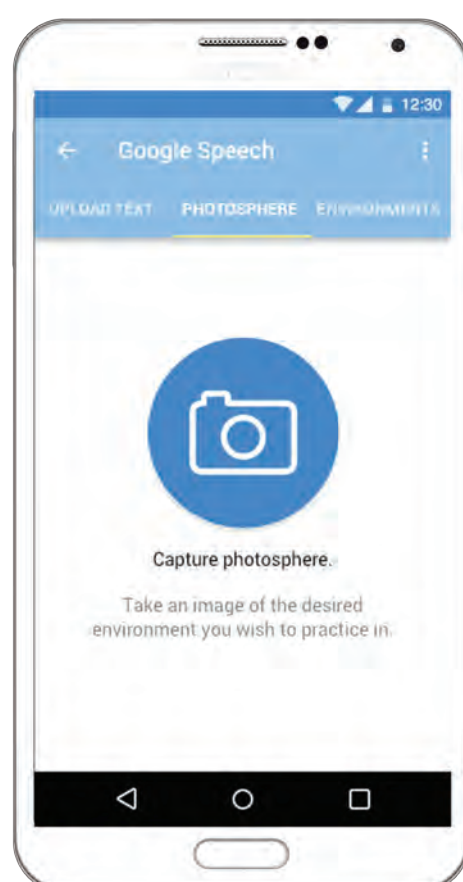 12:30
Google Speech
UPLOAD TEXT PHOTOSPHERE ENVIRONMENTS
Capture photosphere.
Take an image of the desired
environment you wish to practice in.